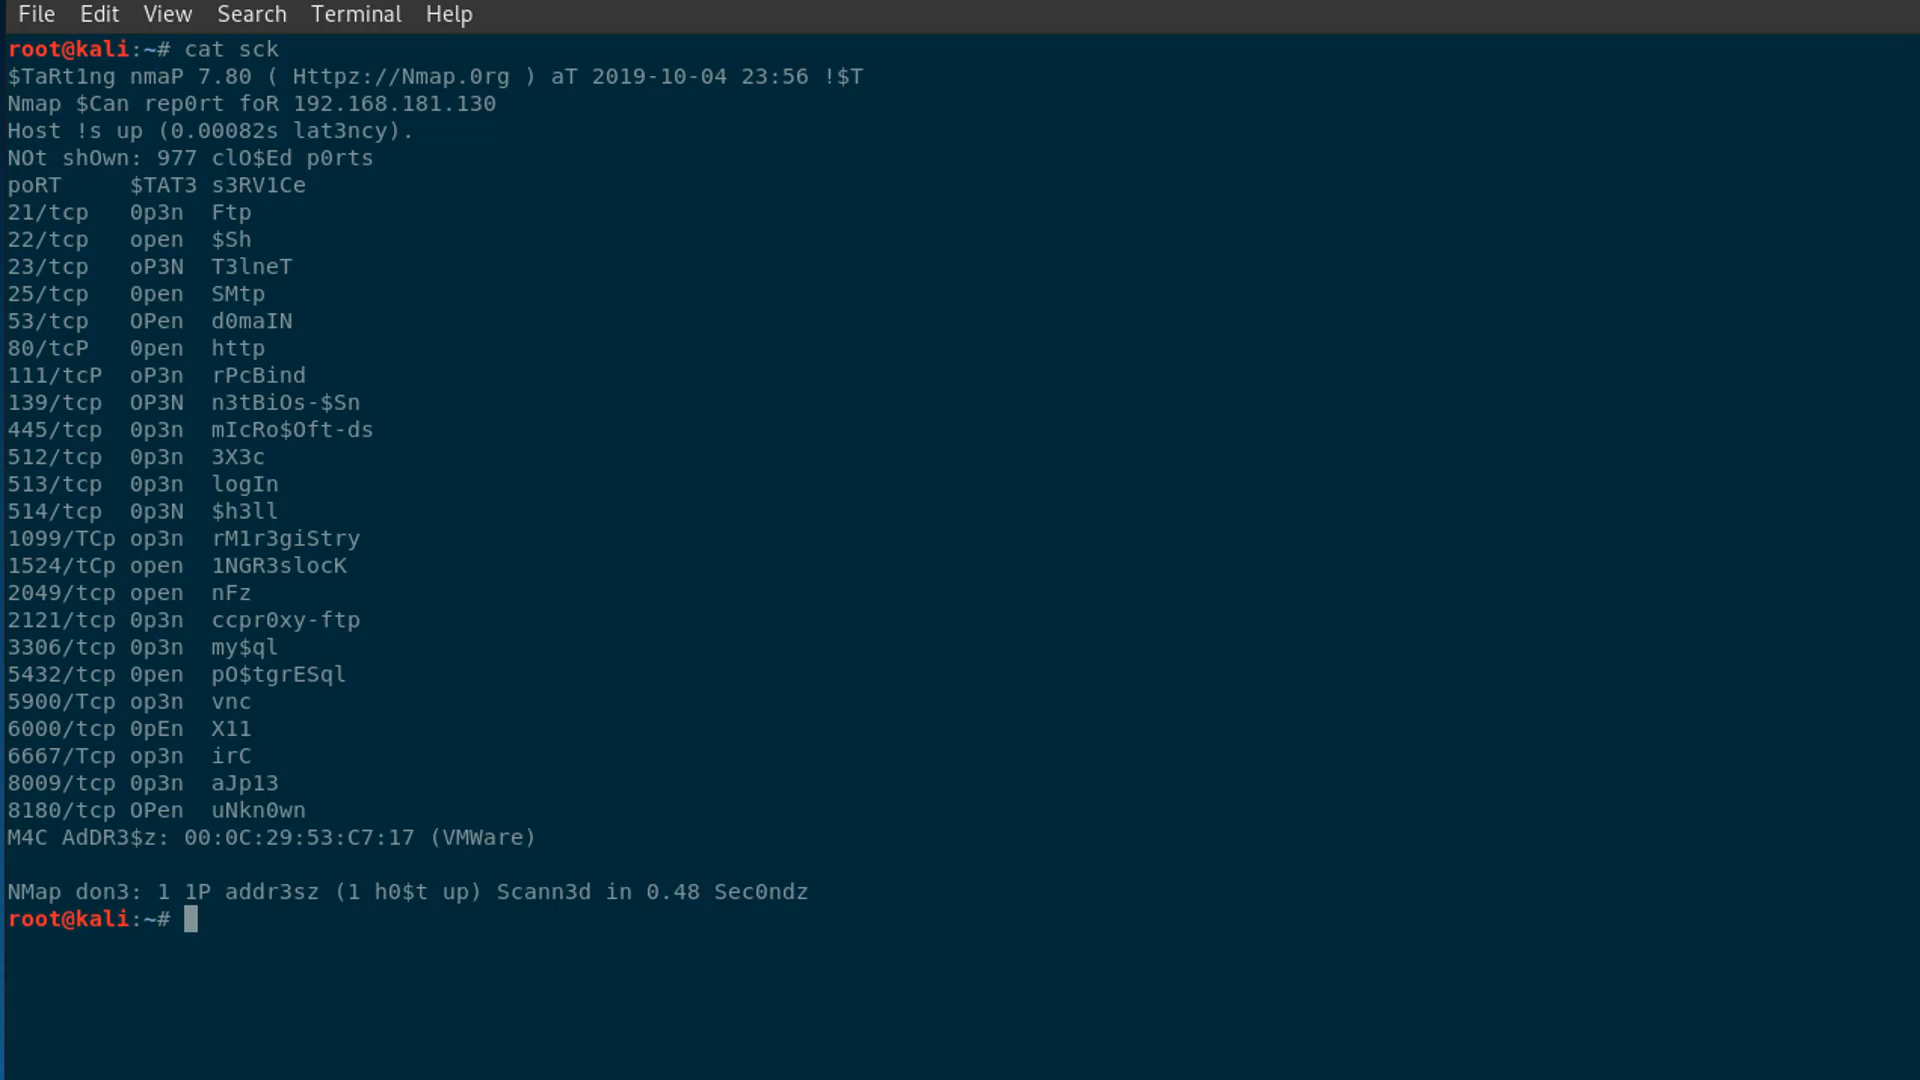 File Edit View Search Terminal Help
root@kali:~# cat sck
$TaRt1ng nmaP 7.80 ( Httpz://Nmap.0rg ) aT 2019-10-04 23:56 !$T
Nmap $Can rep0rt foR 192.168.181.130
Host !s up (0.00082s lat3ncy).
NOt shOwn: 977 clO$Ed p0rts
poRT     $TAT3 s3RV1Ce
21/tcp   0p3n  Ftp
22/tcp   open  $Sh
23/tcp   oP3N  T3lneT
25/tcp   0pen  SMtp
53/tcp   OPen  d0maIN
80/tcP   0pen  http
111/tcP  oP3n  rPcBind
139/tcp  OP3N  n3tBiOs-$Sn
445/tcp  0p3n  mIcRo$Oft-ds
512/tcp  0p3n  3X3c
513/tcp  0p3n  logIn
514/tcp  0p3N  $h3ll
1099/TCp op3n  rM1r3giStry
1524/tCp open  1NGR3slocK
2049/tcp open  nFz
2121/tcp 0p3n  ccpr0xy-ftp
3306/tcp 0p3n  my$ql
5432/tcp 0pen  pO$tgrESql
5900/Tcp op3n  vnc
6000/tcp 0pEn  X11
6667/Tcp op3n  irC
8009/tcp 0p3n  aJp13
8180/tcp OPen  uNkn0wn
M4C AdDR3$z: 00:0C:29:53:C7:17 (VMWare)
NMap don3: 1 1P addr3sz (1 h0$t up) Scann3d in 0.48 Sec0ndz
root@kali:~#